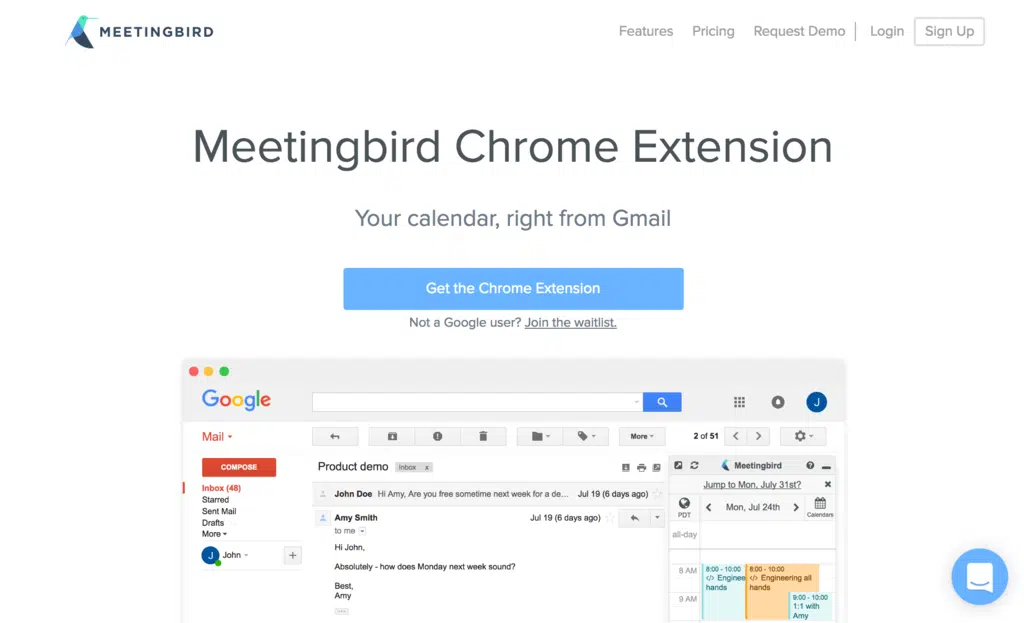 MEETINGBIRD
Features Pricing Request Demo Login Sign Up
Meetingbird Chrome Extension
Your calendar, right from Gmail
Get the Chrome Extension
Not a Google user? Join the waitlist.
Google
J
Mail
More
2 of 51
COMPOSE
Product demo
Inbox x
Meetingbird
Inbox (48)
Starred
Sent Mail
Drafts
More
J John +
John Doe Hi Amy, Are you free sometime next week for a de... Jul 19 (6 days ago)
Amy Smith Jul 19 (6 days ago)
to me
Hi John,
Absolutely - how does Monday next week sound?
Best,
Amy
Jump to Mon, July 31st?
PDT
Mon, Jul 24th
Calendars
all-day
8 AM
8:00 - 10:00
</> Enginee
hands
8:00 - 10:00
</> Engineering all
hands
9 AM
9:00 - 10:00
1:1 with
Amy